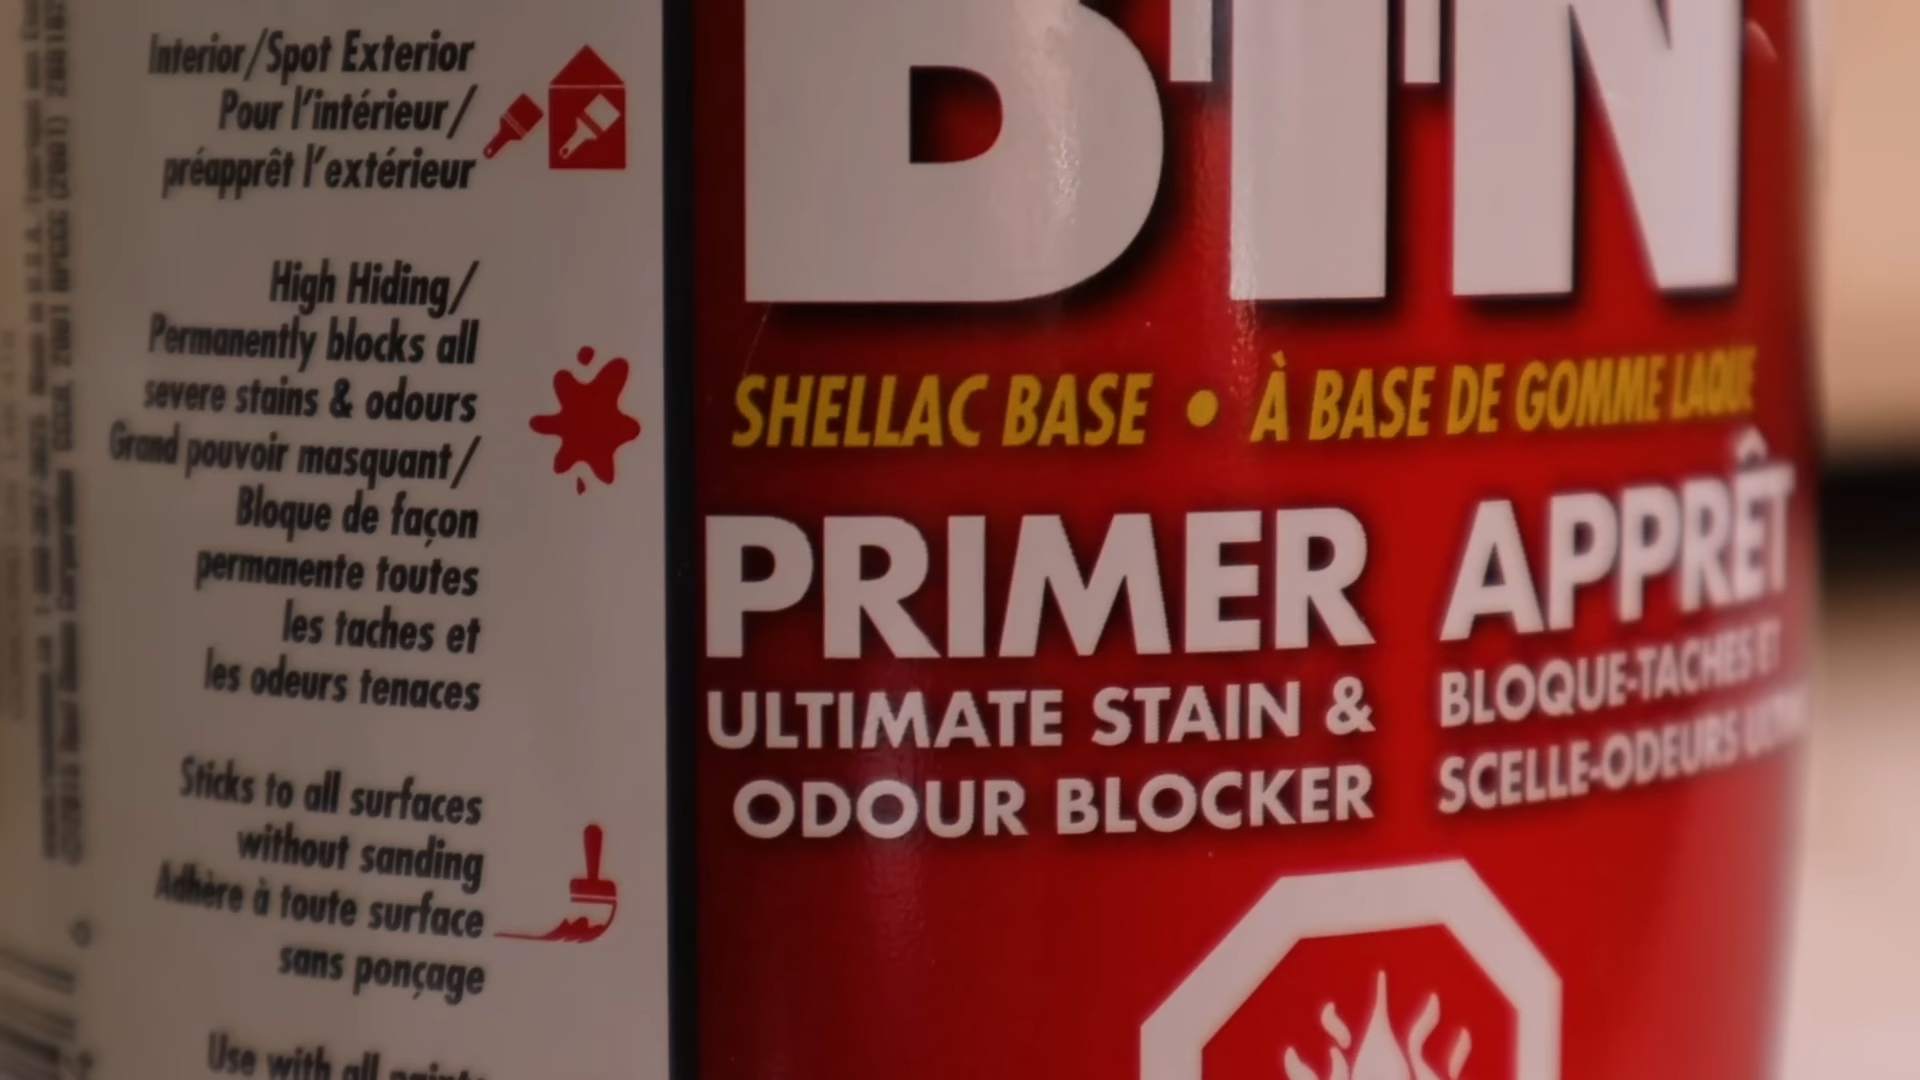 Interior/Spot Exterior
Pour l'intérieur/
préapprêt l'extérieur
High Hiding/
Permanently blocks all
severe stains & odours
Grand pouvoir masquant/
Bloque de façon
permanente toutes
les taches et
les odeurs tenaces
Sticks to all surfaces
without sanding
Adhère à toute surface
sans ponçage
Use with all paints
BIN
SHELLAC BASE • À BASE DE GOMME LAQUE
PRIMER
ULTIMATE STAIN &
ODOUR BLOCKER
APPRÊT
BLOQUE-TACHES ET
SCELLE-ODEURS